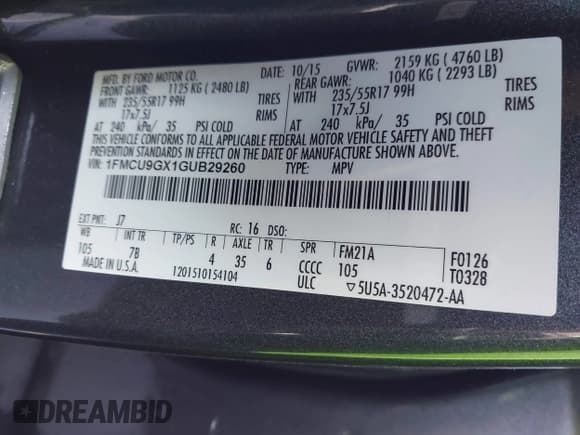 MFD. BY FORD MOTOR CO. DATE: 10/15 GVWR: 2159 KG ( 4760 LB)
FRONT GAWR: 1125 KG ( 2480 LB) REAR GAWR: 1040 KG ( 2293 LB)
WITH 235/55R17 99H TIRES WITH 235/55R17 99H TIRES
17x7.5J RIMS 17x7.5J RIMS
AT 240 kPa/ 35 PSI COLD AT 240 kPa/ 35 PSI COLD
THIS VEHICLE CONFORMS TO ALL APPLICABLE FEDERAL MOTOR VEHICLE SAFETY AND THEFT
PREVENTION STANDARDS IN EFFECT ON THE DATE OF MANUFACTURE SHOWN ABOVE.
VIN: 1FMCU9GX1GUB29260 TYPE: MPV
EXT PNT: J7 RC: 16 DSO:
WB INT TR TP/PS R AXLE TR SPR FM21A F0126
105 7B 4 35 6 CCCC 105 T0328
MADE IN U.S.A. 1201510154104 ULC ▽5U5A-3520472-AA
DREAMBID